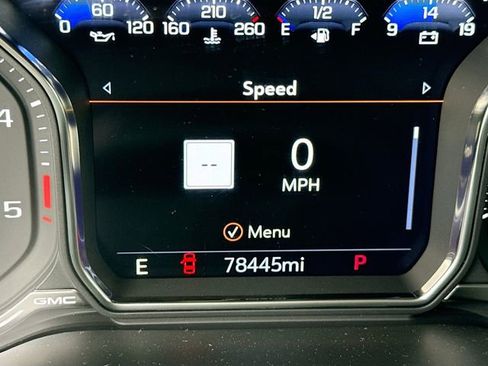 60 210 1/2 14
0 120 160 260 E F 9 19
Speed
4
-- 0
MPH
5
Menu
E 78445mi P
GMC